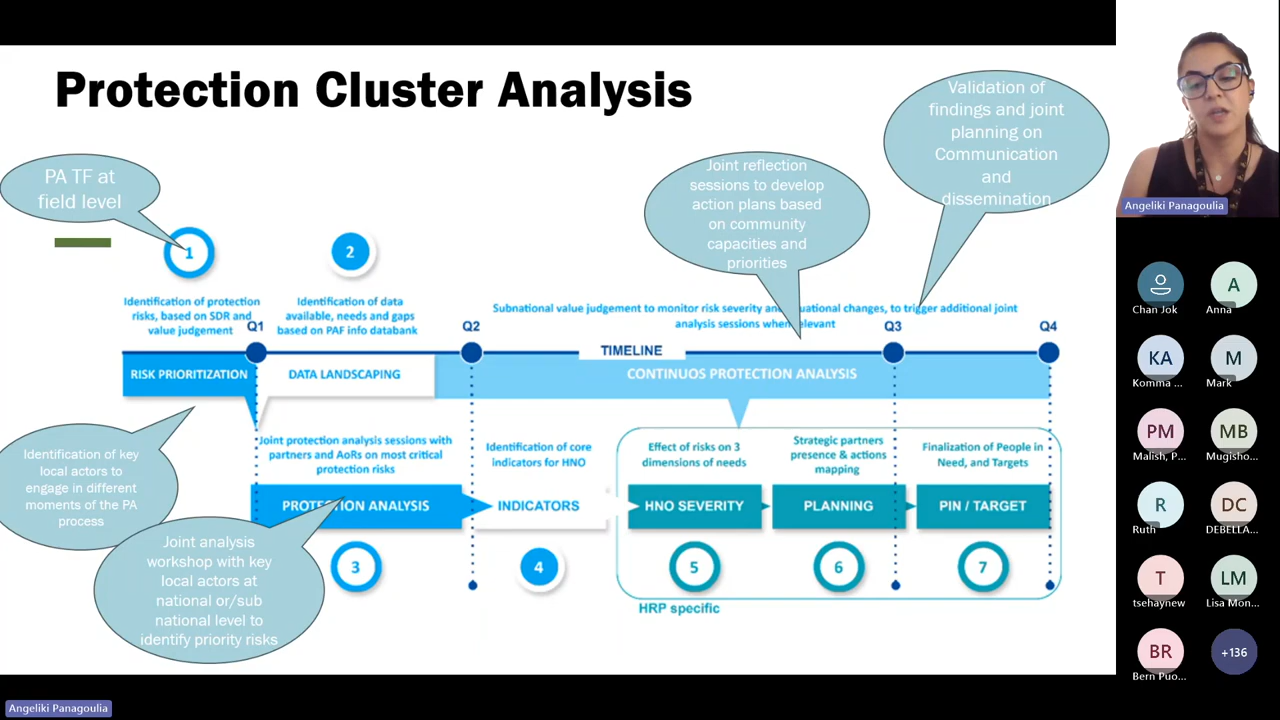 Protection Cluster Analysis
PA TF at
field level
Joint reflection
sessions to develop
action plans based
on community
capacities and
priorities
Validation of
findings and joint
planning on
Communication
and
dissemination
1
2
Identification of protection
risks, based on SDR and
value judgement
Identification of data
available, needs and gaps
based on PAF info databank
Subnational value judgement to monitor risk severity and
changes, to trigger additional joint
analysis sessions when relevant
Q1
Q2
Q3
Q4
TIMELINE
RISK PRIORITIZATION
DATA LANDSCAPING
CONTINUOS PROTECTION ANALYSIS
Identification of key
local actors to
engage in different
moments of the PA
process
Joint protection analysis sessions with
partners and AoRs on most critical
protection risks
Identification of core
indicators for HNO
Effect of risks on 3
dimensions of needs
Strategic partners
presence & actions
mapping
Finalization of People in
Need, and Targets
PROTECTION ANALYSIS
INDICATORS
HNO SEVERITY
PLANNING
PIN / TARGET
Joint analysis
workshop with key
local actors at
national or/sub
national level to
identify priority risks
3
4
5
6
7
HRP specific
Angeliki Panagoulia
Chan Jok
A
Anna
KA
Komma ...
M
Mark
PM
Malish, P...
MB
Mugisho...
R
Ruth
DC
DEBELLA...
T
tsehaynew
LM
Lisa Mon...
BR
Bern Puo...
+136
Angeliki Panagoulia